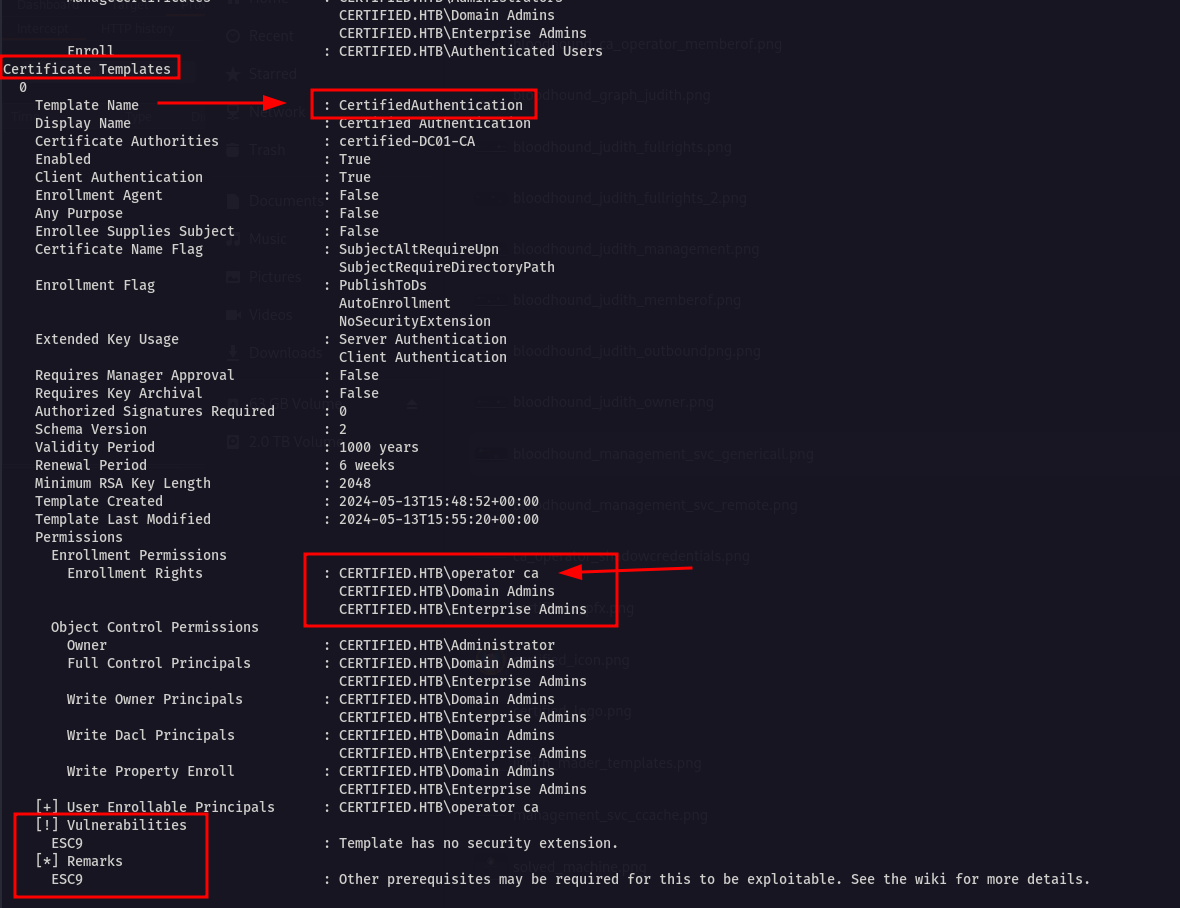 CERTIFIED.HTB\Domain Admins
CERTIFIED.HTB\Enterprise Admins
Enroll : CERTIFIED.HTB\Authenticated Users
Certificate Templates
0
Template Name : CertifiedAuthentication
Display Name : Certified Authentication
Certificate Authorities : certified-DC01-CA
Enabled : True
Client Authentication : True
Enrollment Agent : False
Any Purpose : False
Enrollee Supplies Subject : False
Certificate Name Flag : SubjectAltRequireUpn
SubjectRequireDirectoryPath
Enrollment Flag : PublishToDs
AutoEnrollment
NoSecurityExtension
Extended Key Usage : Server Authentication
Client Authentication
Requires Manager Approval : False
Requires Key Archival : False
Authorized Signatures Required : 0
Schema Version : 2
Validity Period : 1000 years
Renewal Period : 6 weeks
Minimum RSA Key Length : 2048
Template Created : 2024-05-13T15:48:52+00:00
Template Last Modified : 2024-05-13T15:55:20+00:00
Permissions
Enrollment Permissions
Enrollment Rights : CERTIFIED.HTB\operator ca
CERTIFIED.HTB\Domain Admins
CERTIFIED.HTB\Enterprise Admins
Object Control Permissions
Owner : CERTIFIED.HTB\Administrator
Full Control Principals : CERTIFIED.HTB\Domain Admins
CERTIFIED.HTB\Enterprise Admins
Write Owner Principals : CERTIFIED.HTB\Domain Admins
CERTIFIED.HTB\Enterprise Admins
Write Dacl Principals : CERTIFIED.HTB\Domain Admins
CERTIFIED.HTB\Enterprise Admins
Write Property Enroll : CERTIFIED.HTB\Domain Admins
CERTIFIED.HTB\Enterprise Admins
[+] User Enrollable Principals : CERTIFIED.HTB\operator ca
[!] Vulnerabilities
ESC9 : Template has no security extension.
[*] Remarks
ESC9 : Other prerequisites may be required for this to be exploitable. See the wiki for more details.